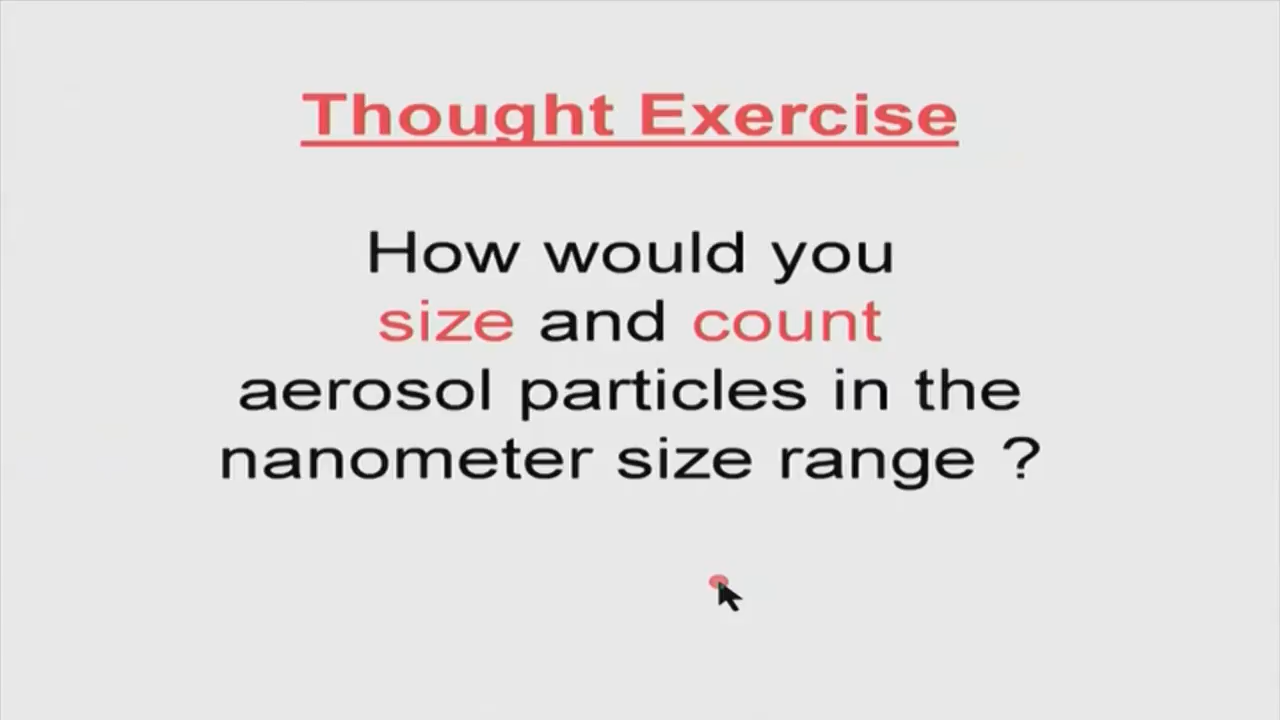 Thought Exercise
How would you
size and count
aerosol particles in the
nanometer size range ?